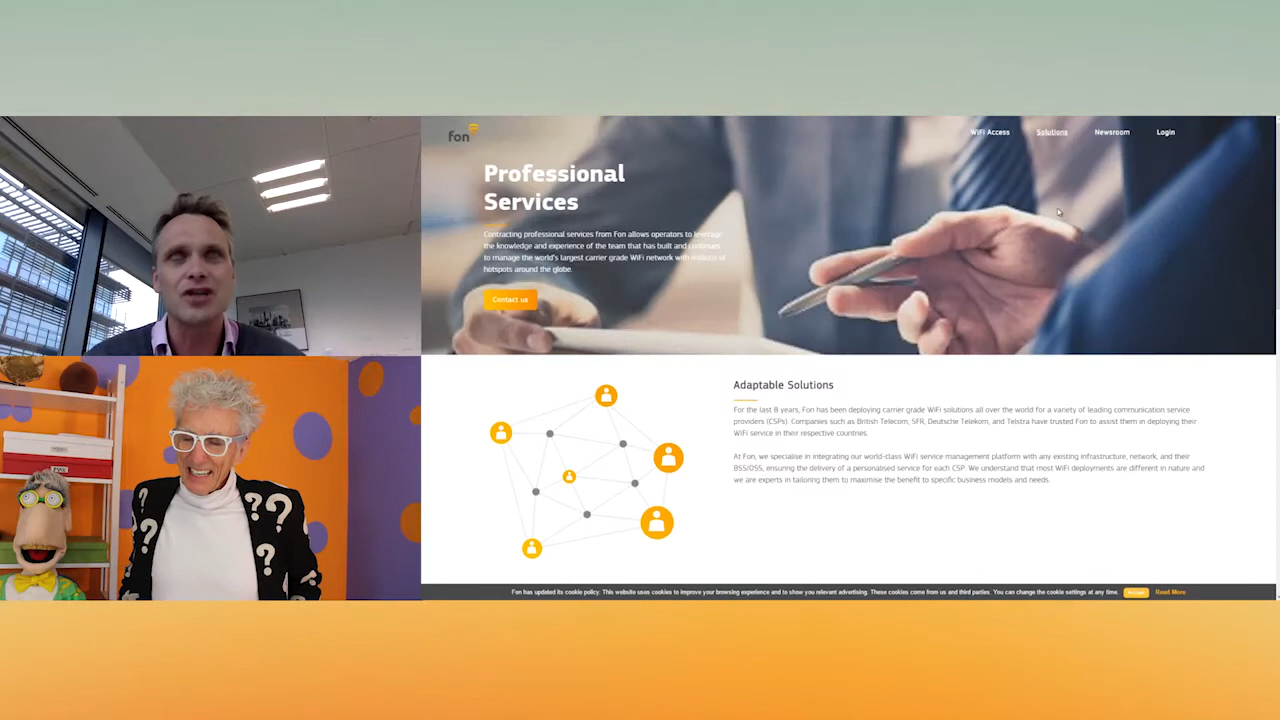 fon
WiFi Access
Solutions
Newsroom
Login
Professional
Services
Contracting professional services from Fon allows operators to leverage
the knowledge and experience of the team that has built and continues
to manage the world's largest carrier grade WiFi network with millions of
hotspots around the globe.
Contact us
Adaptable Solutions
For the last 8 years, Fon has been deploying carrier grade WiFi solutions all over the world for a variety of leading communication service
providers (CSPs). Companies such as British Telecom, SFR, Deutsche Telekom, and Telstra have trusted Fon to assist them in deploying their
WiFi service in their respective countries.
At Fon, we specialise in integrating our world-class WiFi service management platform with any existing infrastructure, network, and their
BSS/OSS, ensuring the delivery of a personalised service for each CSP. We understand that most WiFi deployments are different in nature and
we are experts in tailoring them to maximise the benefit to specific business models and needs.
Fon has updated its cookie policy. This website uses cookies to improve your browsing experience and to show you relevant advertising. These cookies come from us and third parties. You can change the cookie settings at any time.
Read More